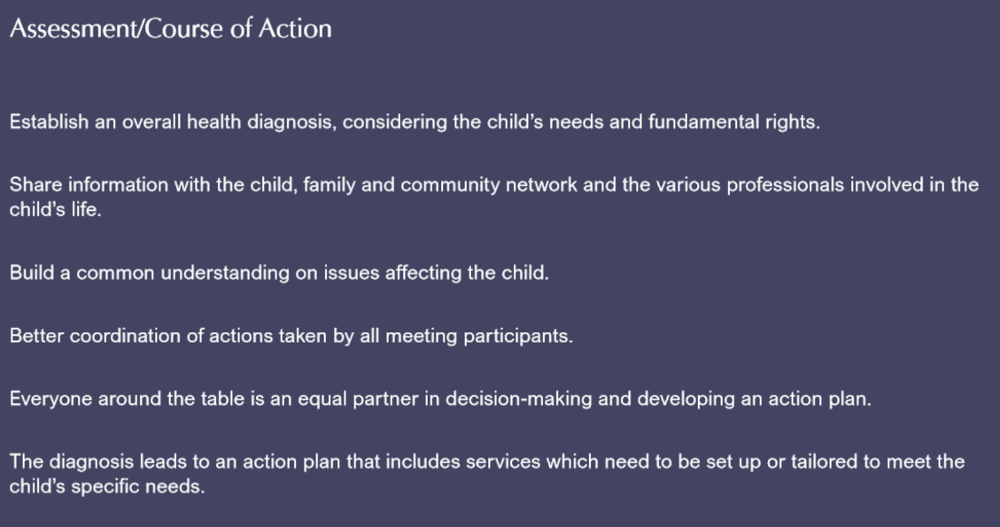 Assessment/Course of Action
Establish an overall health diagnosis, considering the child’s needs and fundamental rights.
Share information with the child, family and community network and the various professionals involved in the
child’s life.
Build a common understanding on issues affecting the child.
Better coordination of actions taken by all meeting participants.
Everyone around the table is an equal partner in decision-making and developing an action plan.
The diagnosis leads to an action plan that includes services which need to be set up or tailored to meet the
child’s specific needs.